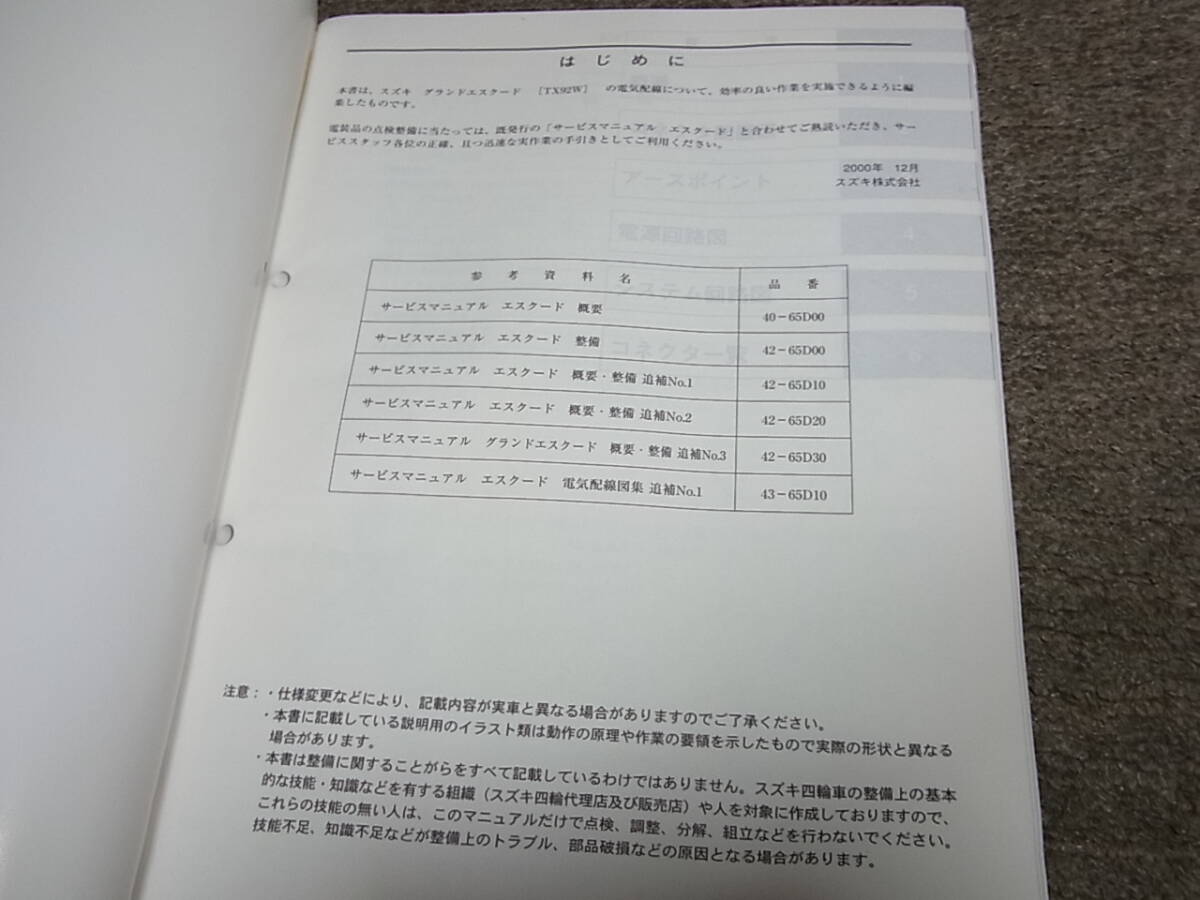 はじめに
本書は、スズキ グランドエスクード [TX92W] の電気配線について、効率の良い作業を実施できるように編
集したものです。
電装品の点検整備に当たっては、既発行の「サービスマニュアル エスクード」と合わせてご熟読いただき、サー
ビススタッフ各位の正確、且つ迅速な実作業の手引きとしてご利用ください。
2000年 12月
スズキ株式会社
アースポイント
電源回路図 4
システム回路図 5
コネクター覧 6
参考資料名 品番
サービスマニュアル エスクード 概要 40-65D00
サービスマニュアル エスクード 整備 42-65D00
サービスマニュアル エスクード 概要・整備 追補No.1 42-65D10
サービスマニュアル エスクード 概要・整備 追補No.2 42-65D20
サービスマニュアル グランドエスクード 概要・整備 追補No.3 42-65D30
サービスマニュアル エスクード 電気配線図集 追補No.1 43-65D10
注意：・仕様変更などにより、記載内容が実車と異なる場合がありますのでご了承ください。
・本書に記載している説明用のイラスト類は動作の原理や作業の要領を示したもので実際の形状と異なる
場合があります。
・本書は整備に関することがらをすべて記載しているわけではありません。スズキ四輪車の整備上の基本
的な技能・知識などを有する組織（スズキ四輪代理店及び販売店）や人を対象に作成しておりますので、
これらの技能の無い人は、このマニュアルだけで点検、調整、分解、組立などを行わないでください。
技能不足、知識不足などが整備上のトラブル、部品破損などの原因となる場合があります。